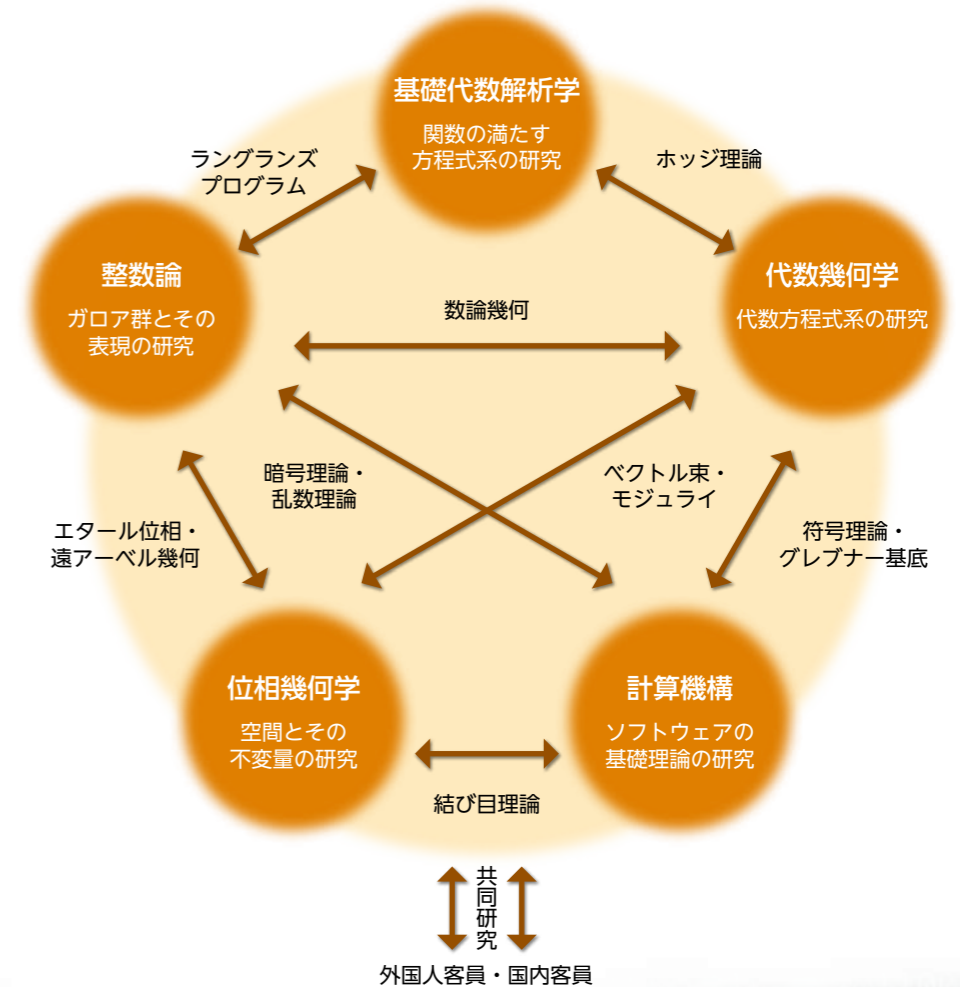 基礎代数解析学
関数の満たす
方程式系の研究
ラングランズ
プログラム
ホッジ理論
整数論
ガロア群とその
表現の研究
代数幾何学
代数方程式系の研究
数論幾何
暗号理論・
乱数理論
ベクトル束・
モジュライ
エタール位相・
遠アーベル幾何
符号理論・
グレブナー基底
位相幾何学
空間とその
不変量の研究
計算機構
ソフトウェアの
基礎理論の研究
結び目理論
共同研究
外国人客員・国内客員